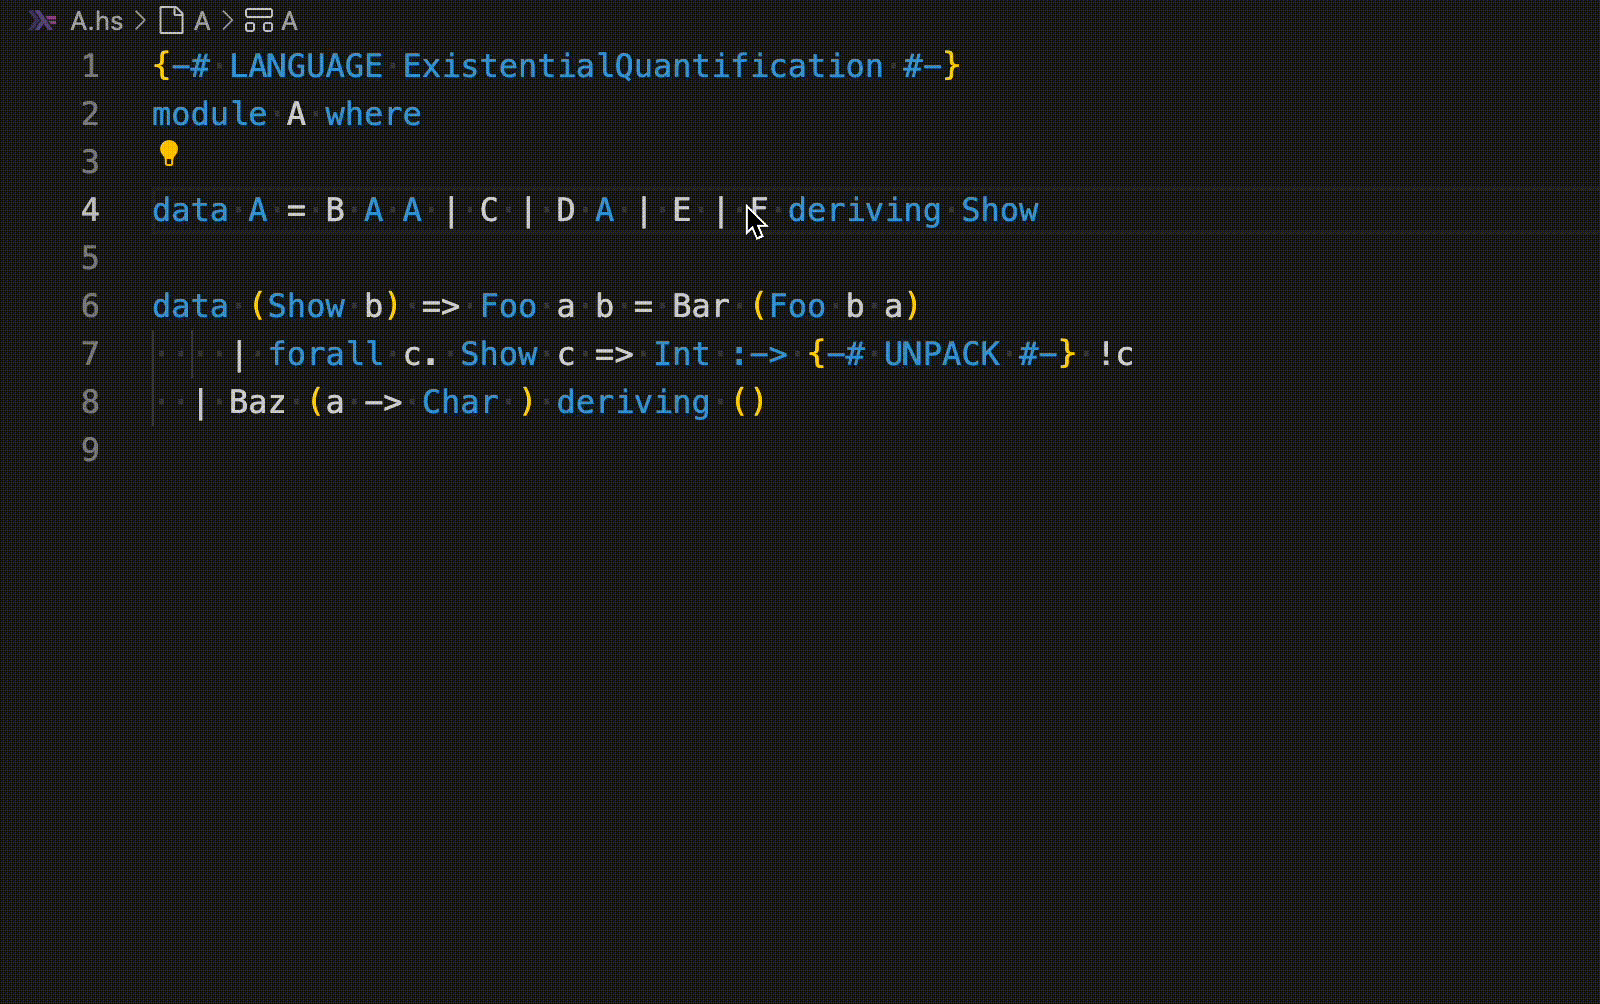 A.hs > A > A
1 {-# LANGUAGE ExistentialQuantification #-}
2 module A where
3
4 data A = B A A | C | D A | E | F deriving Show
5
6 data (Show b) => Foo a b = Bar (Foo b a)
7     | forall c. Show c => Int :-> {-# UNPACK #-} !c
8   | Baz (a -> Char ) deriving ()
9